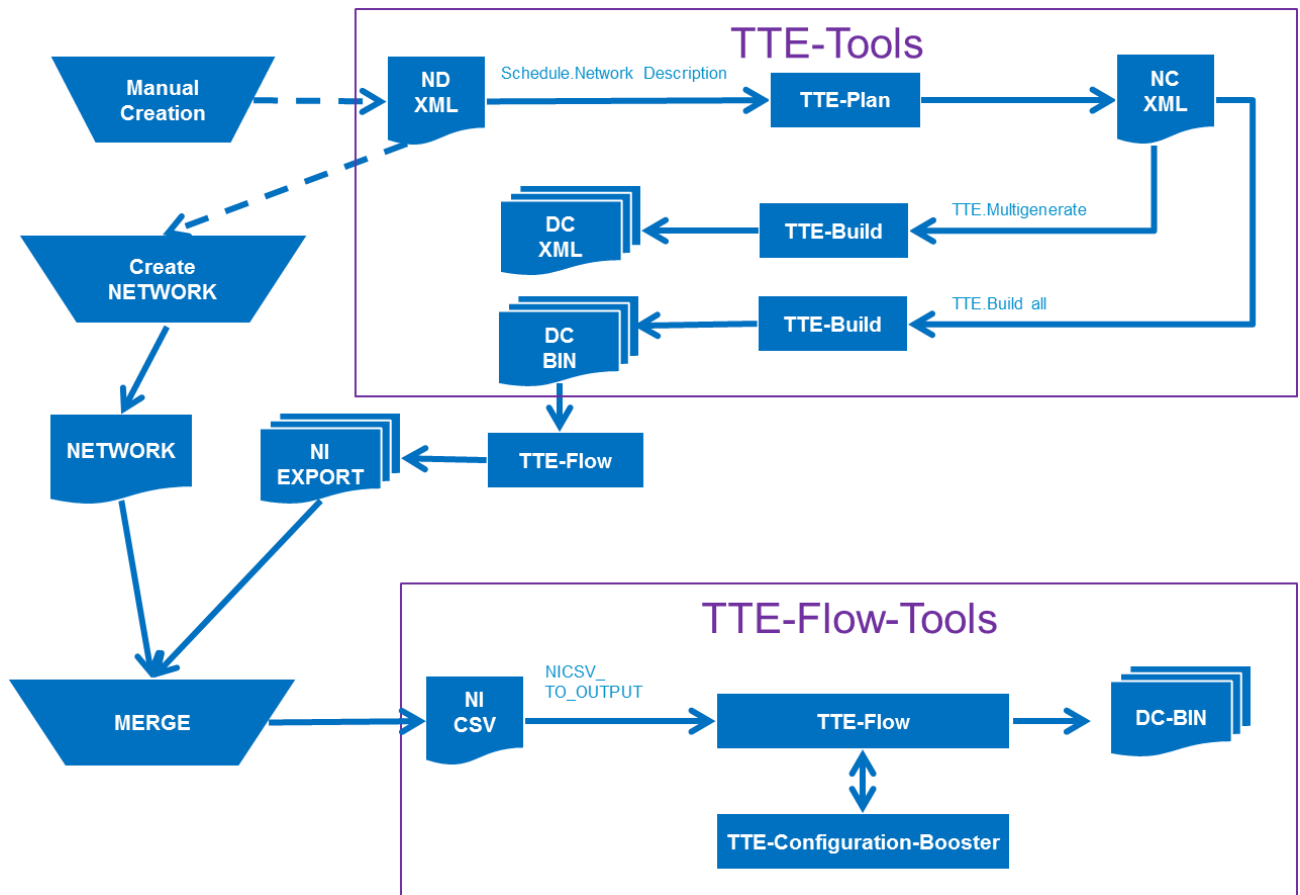 TTE-Tools
Manual
Creation
ND
XML
Schedule.Network Description
TTE-Plan
NC
XML
DC
XML
TTE-Build
TTE.Multigenerate
Create
NETWORK
DC
BIN
TTE-Build
TTE.Build all
NETWORK
NI
EXPORT
TTE-Flow
TTE-Flow-Tools
MERGE
NI
CSV
NICSV_
TO_OUTPUT
TTE-Flow
DC-BIN
TTE-Configuration-Booster